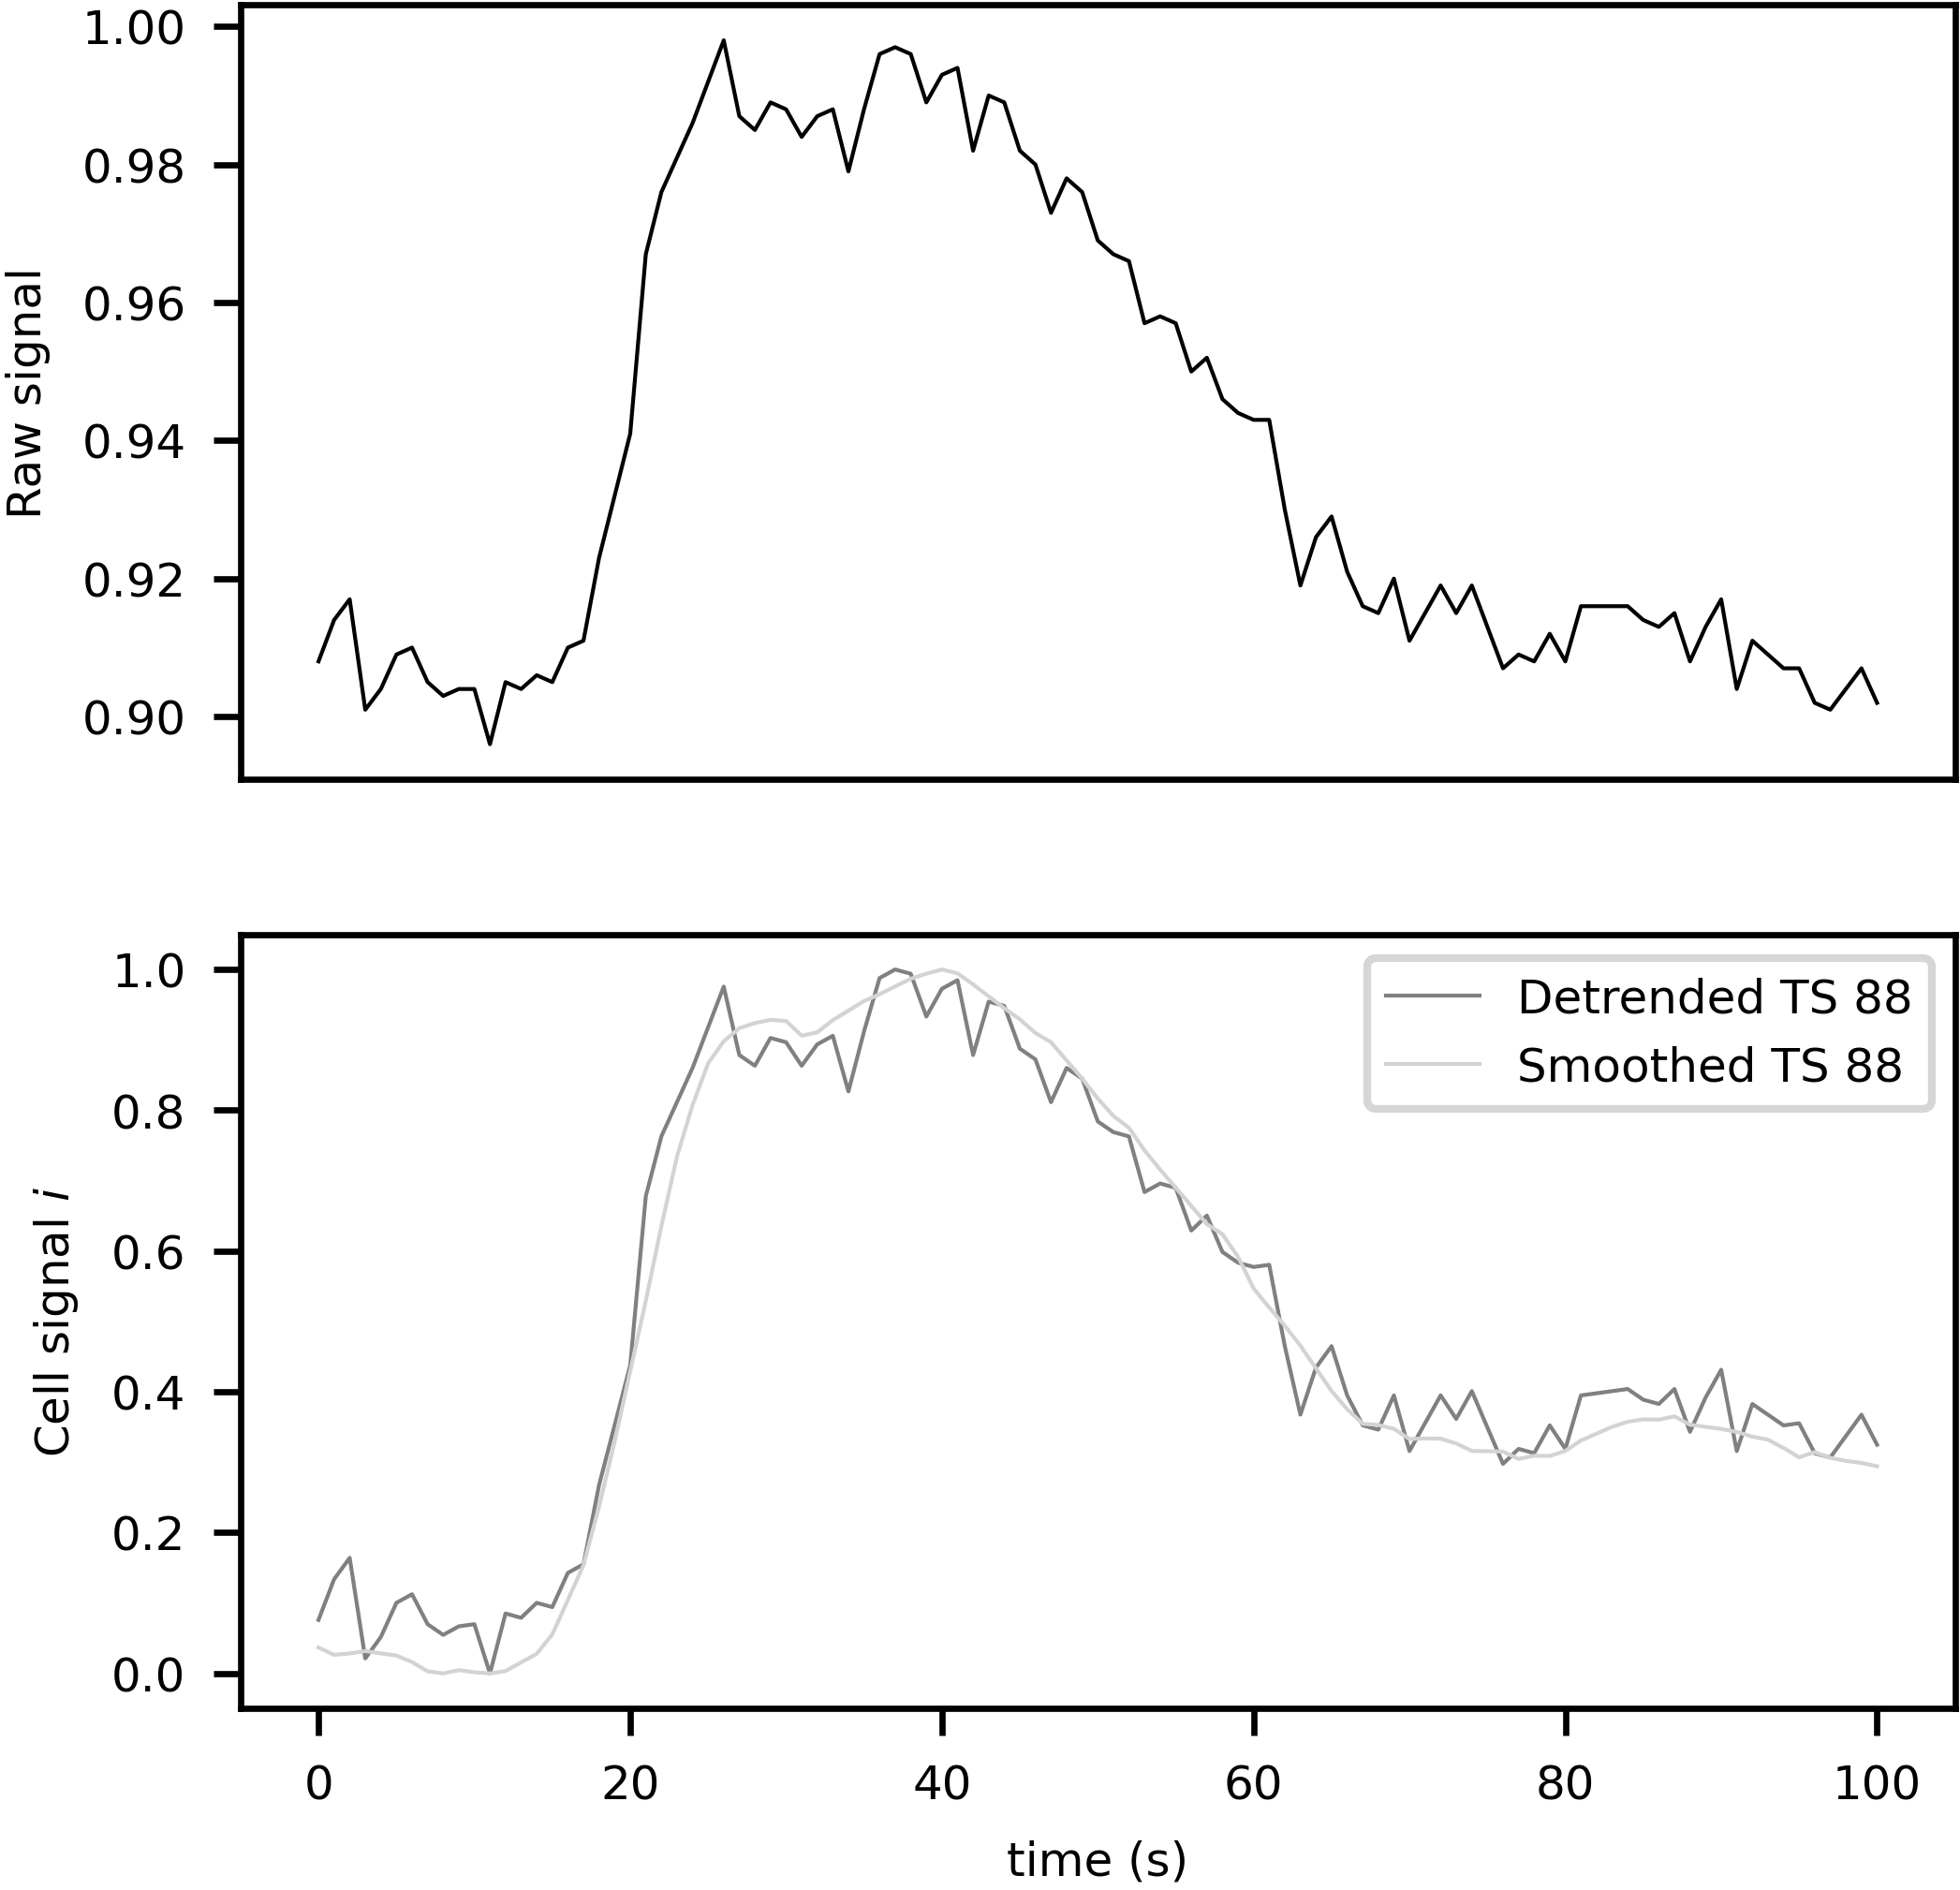 Raw signal
1.00
0.98
0.96
0.94
0.92
0.90
Cell signal i
1.0
0.8
0.6
0.4
0.2
0.0
Detrended TS 88
Smoothed TS 88
0 20 40 60 80 100
time (s)